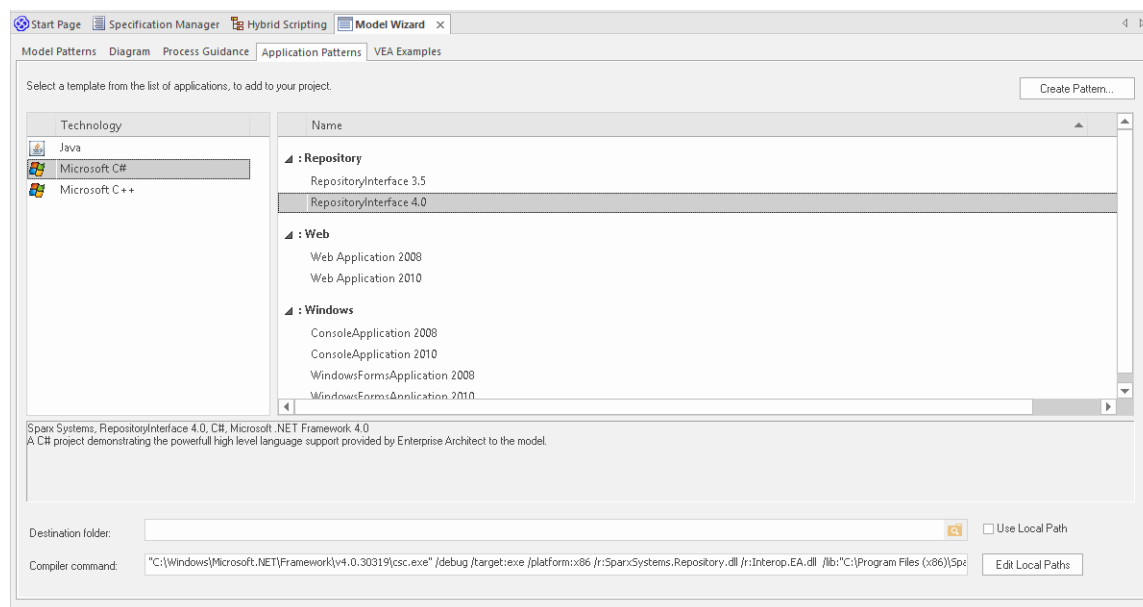 Start Page Specification Manager Hybrid Scripting Model Wizard
Model Patterns Diagram Process Guidance Application Patterns VEA Examples
Select a template from the list of applications, to add to your project.
Create Pattern...
Technology
Java
Microsoft C#
Microsoft C++
Name
: Repository
RepositoryInterface 3.5
RepositoryInterface 4.0
: Web
Web Application 2008
Web Application 2010
: Windows
ConsoleApplication 2008
ConsoleApplication 2010
WindowsFormsApplication 2008
WindowsFormsApplication 2010
Sparx Systems, RepositoryInterface 4.0, C#, Microsoft .NET Framework 4.0
A C# project demonstrating the powerfull high level language support provided by Enterprise Architect to the model.
Destination folder:
Use Local Path
Compiler command:
"C:\Windows\Microsoft.NET\Framework\v4.0.30319\csc.exe" /debug /target:exe /platform:x86 /r:SparxSystems.Repository.dll /r:Interop.EA.dll /lib:"C:\Program Files (x86)\Spa
Edit Local Paths